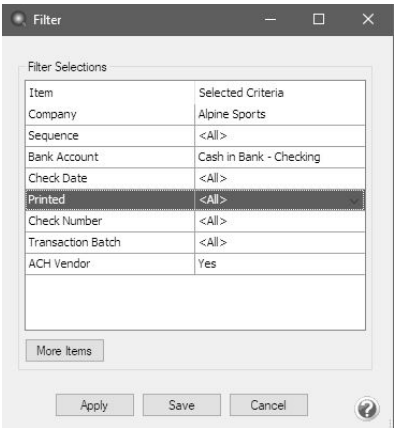 Filter
Filter Selections
Item Selected Criteria
Company Alpine Sports
Sequence <All>
Bank Account Cash in Bank - Checking
Check Date <All>
Printed <All>
Check Number <All>
Transaction Batch <All>
ACH Vendor Yes
More Items
Apply Save Cancel ?